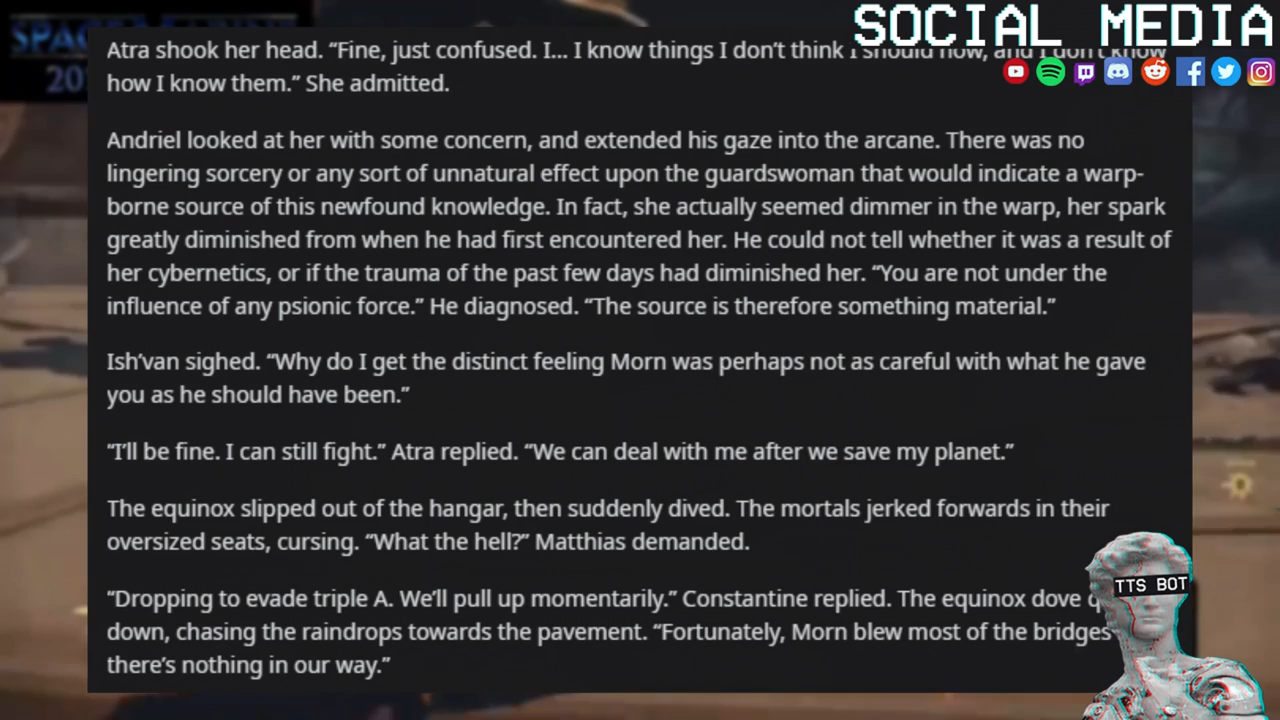 SOCIAL MEDIA
SPAC
20
Atra shook her head. “Fine, just confused. I... I know things I don’t think I should how, and I don’t know
how I know them.” She admitted.
Andriel looked at her with some concern, and extended his gaze into the arcane. There was no
lingering sorcery or any sort of unnatural effect upon the guardswoman that would indicate a warp-
borne source of this newfound knowledge. In fact, she actually seemed dimmer in the warp, her spark
greatly diminished from when he had first encountered her. He could not tell whether it was a result of
her cybernetics, or if the trauma of the past few days had diminished her. “You are not under the
influence of any psionic force.” He diagnosed. “The source is therefore something material.”
Ish’van sighed. “Why do I get the distinct feeling Morn was perhaps not as careful with what he gave
you as he should have been.”
“I’ll be fine. I can still fight.” Atra replied. “We can deal with me after we save my planet.”
The equinox slipped out of the hangar, then suddenly dived. The mortals jerked forwards in their
oversized seats, cursing. “What the hell?” Matthias demanded.
“Dropping to evade triple A. We’ll pull up momentarily.” Constantine replied. The equinox dove
down, chasing the raindrops towards the pavement. “Fortunately, Morn blew most of the bridges
there’s nothing in our way.”
TTS BOT